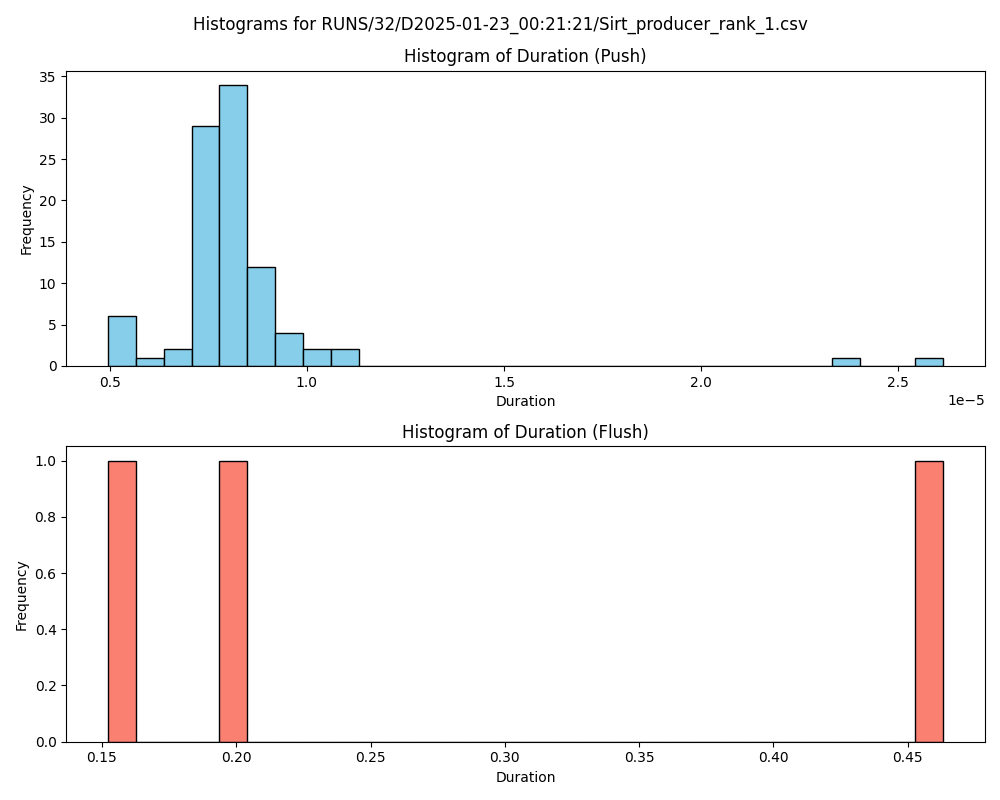 Histograms for RUNS/32/D2025-01-23_00:21:21/Sirt_producer_rank_1.csv
Histogram of Duration (Push)
35
30
25
20
15
10
5
0
Frequency
0.5 1.0 1.5 2.0 2.5
1e−5
Duration
Histogram of Duration (Flush)
1.0
0.8
0.6
0.4
0.2
0.0
Frequency
0.15 0.20 0.25 0.30 0.35 0.40 0.45
Duration